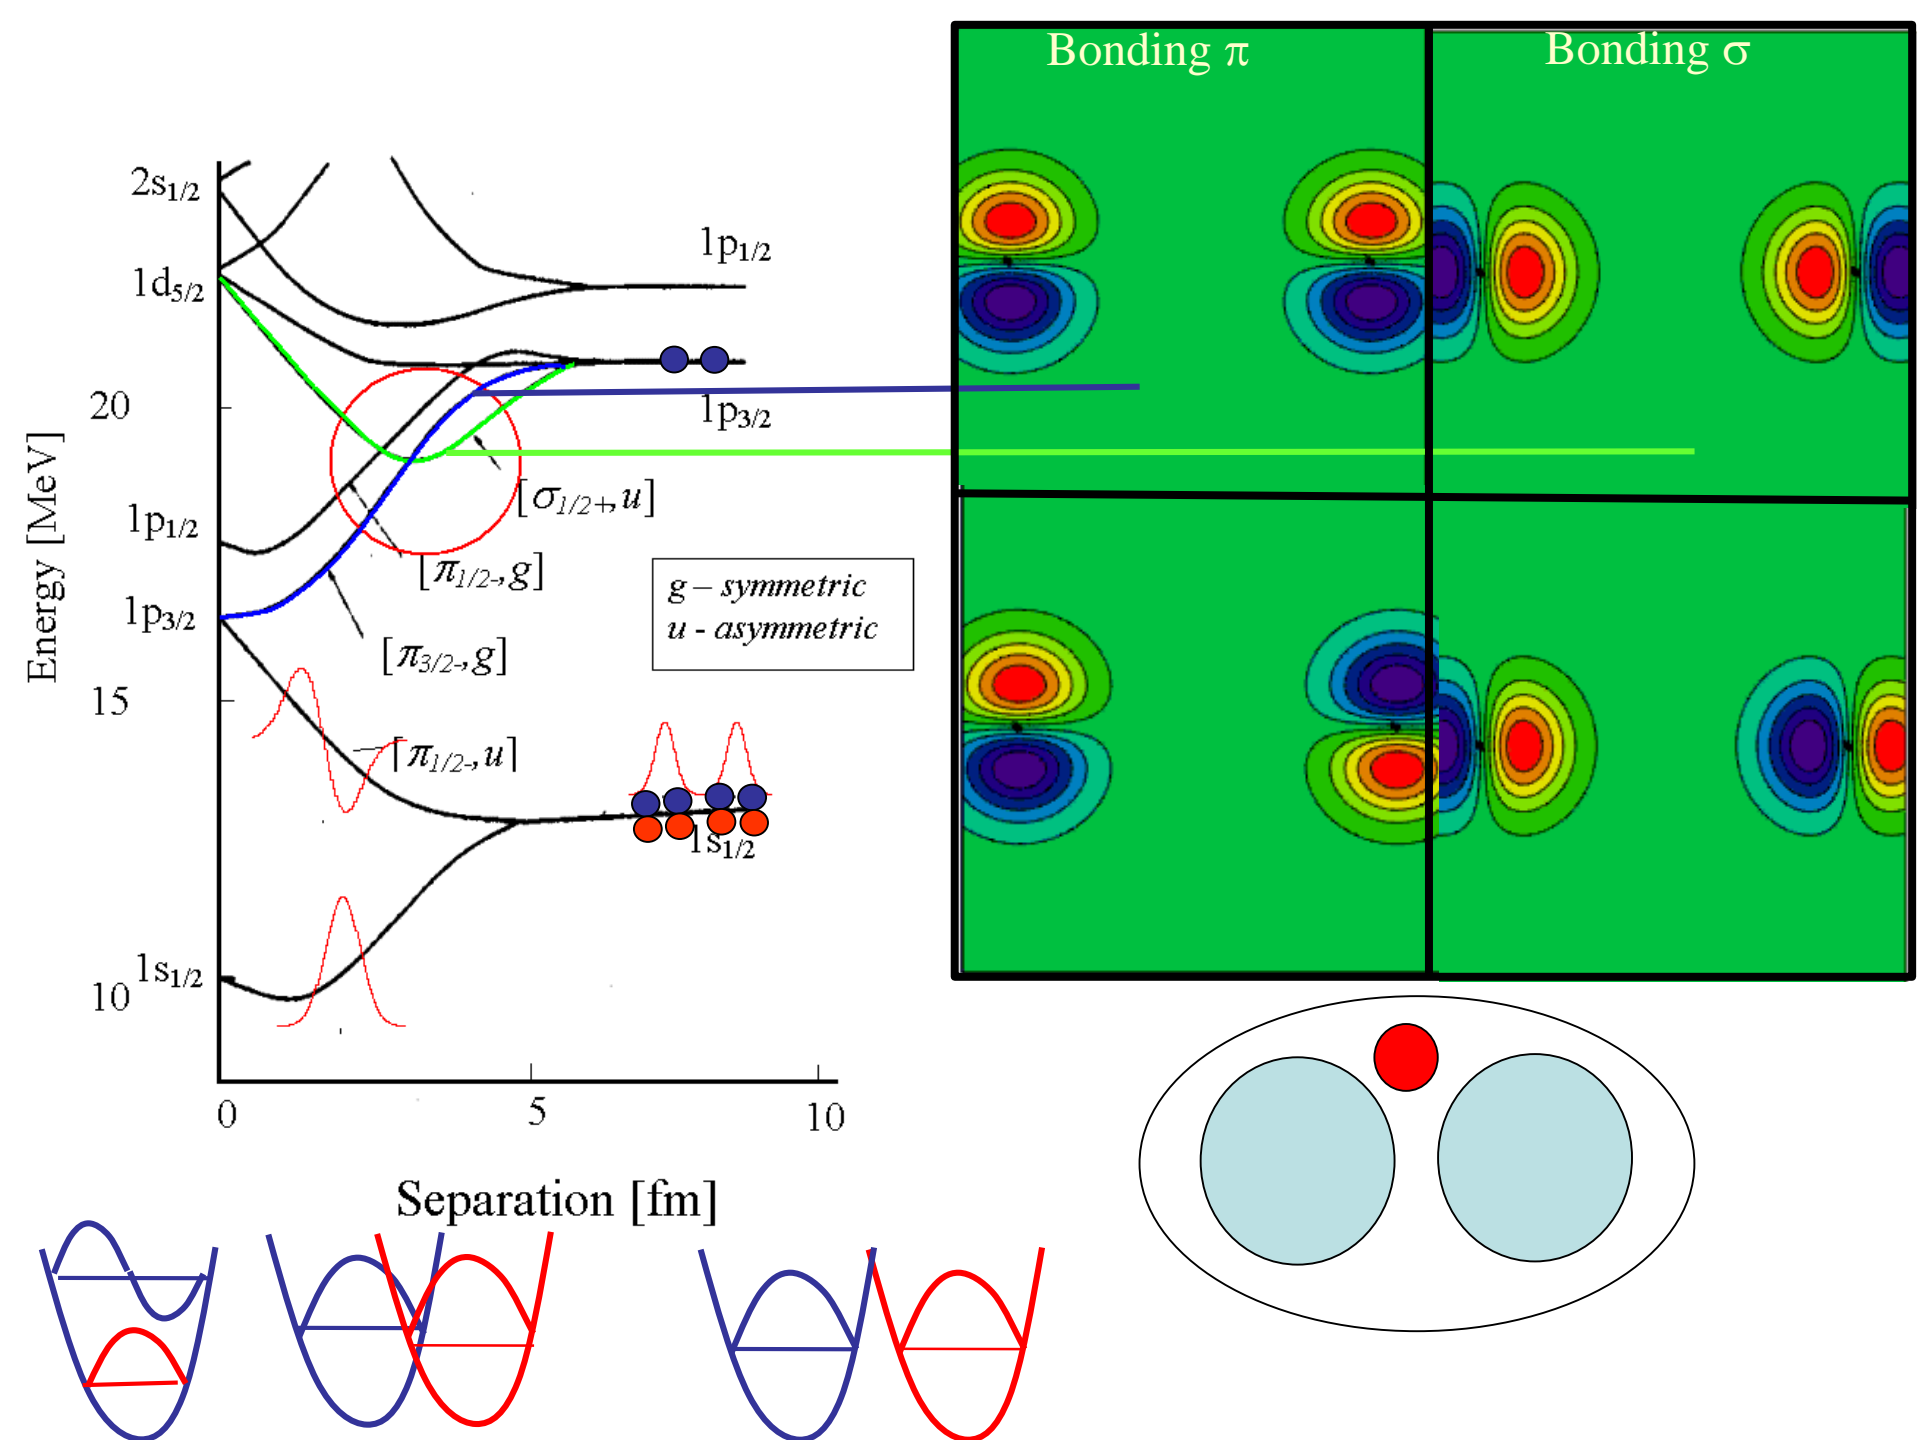 Bonding π
Bonding σ
2s1/2
1d5/2
1p1/2
1p3/2
20
[σ1/2+, u]
1p1/2
[π1/2-, g]
g – symmetric
u - asymmetric
1p3/2
[π3/2-, g]
15
[π1/2-, u]
1s1/2
1s1/2
10
Energy [MeV]
0
5
10
Separation [fm]